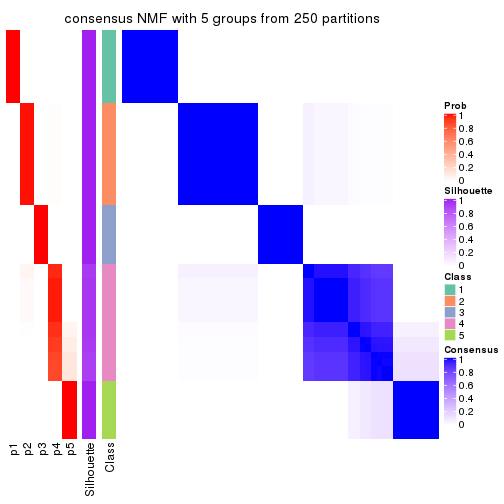 consensus NMF with 5 groups from 250 partitions
Prob
1
0.8
0.6
0.4
0.2
0
Silhouette
1
0.8
0.6
0.4
0.2
0
Class
1
2
3
4
5
Consensus
1
0.8
0.6
0.4
0.2
0
p1
p2
p3
p4
p5
Silhouette
Class